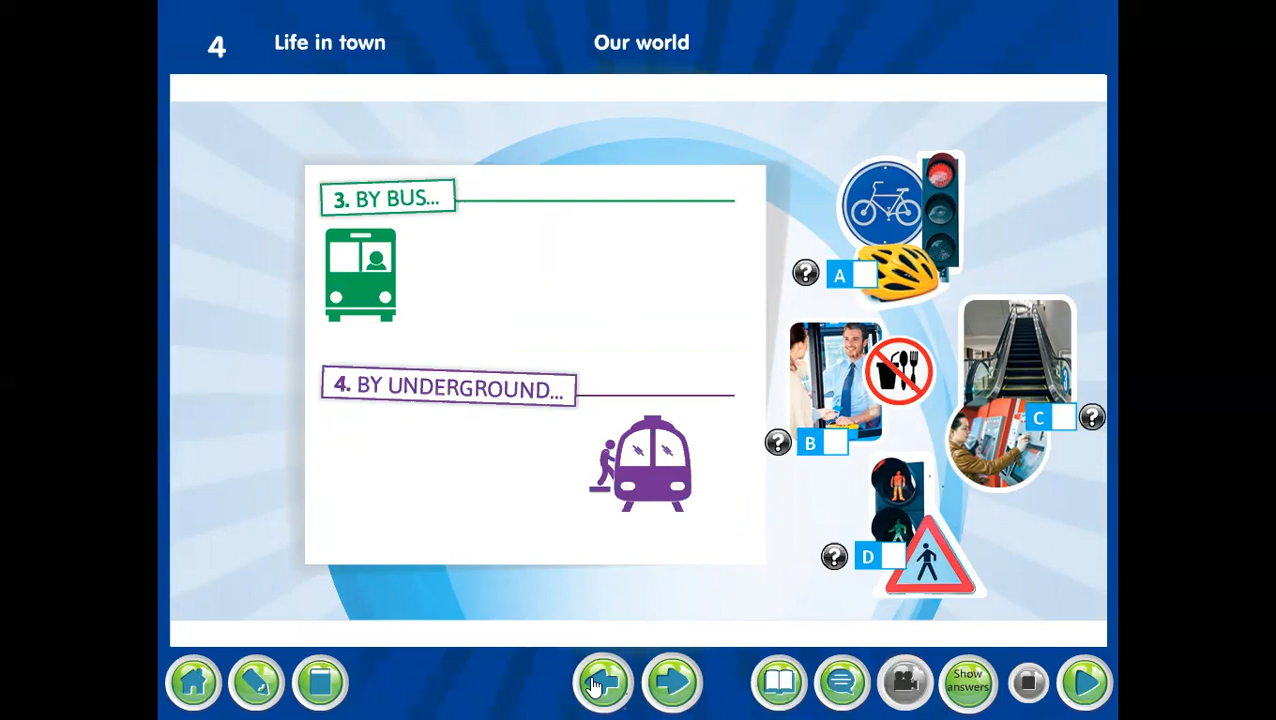 4 Life in town Our world
3. BY BUS...
A
4. BY UNDERGROUND...
C
B
D
Show
answers